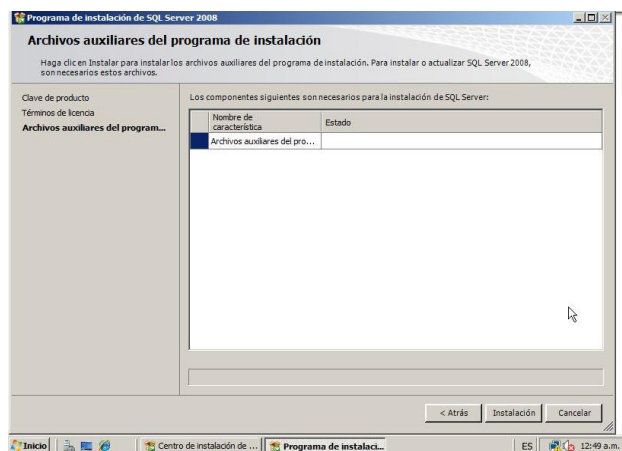 Programa de instalación de SQL Server 2008
Archivos auxiliares del programa de instalación
Haga clic en Instalar para instalar los archivos auxiliares del programa de instalación. Para instalar o actualizar SQL Server 2008,
son necesarios estos archivos.
Clave de producto
Términos de licencia
Archivos auxiliares del program...
Los componentes siguientes son necesarios para la instalación de SQL Server:
Nombre de
característica
Estado
Archivos auxiliares del pro...
< Atrás
Instalación
Cancelar
Inicio
Centro de instalación de ...
Programa de instalaci...
ES
12:49 a.m.